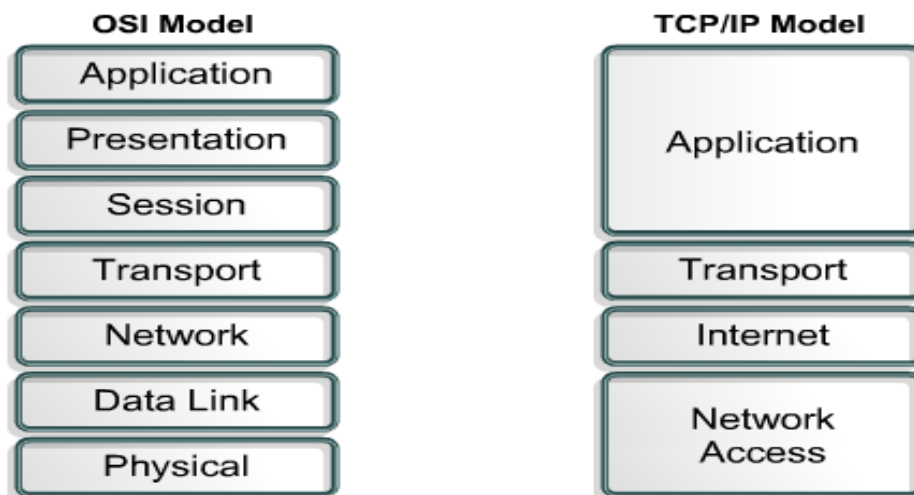 OSI Model
Application
Presentation
Session
Transport
Network
Data Link
Physical
TCP/IP Model
Application
Transport
Internet
Network
Access